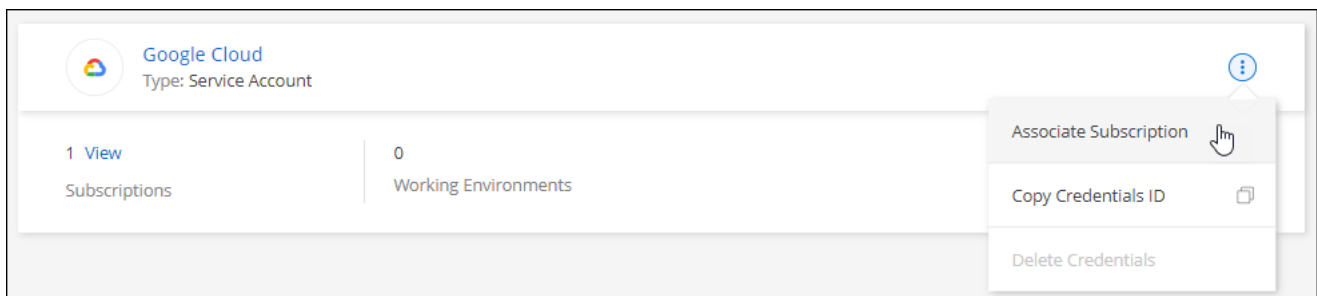 Google Cloud
Type: Service Account
Associate Subscription
1 View
0
Subscriptions
Working Environments
Copy Credentials ID
Delete Credentials